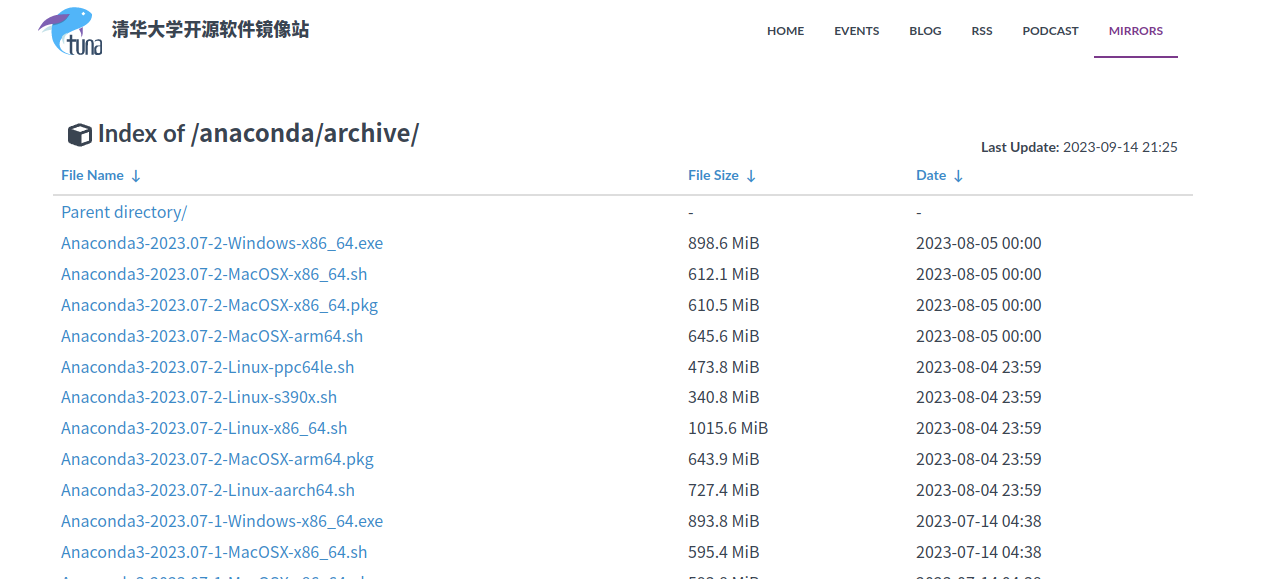 tuna 清华大学开源软件镜像站 HOME EVENTS BLOG RSS PODCAST MIRRORS
Index of /anaconda/archive/
Last Update: 2023-09-14 21:25
File Name ↓ File Size ↓ Date ↓
Parent directory/ - -
Anaconda3-2023.07-2-Windows-x86_64.exe 898.6 MiB 2023-08-05 00:00
Anaconda3-2023.07-2-MacOSX-x86_64.sh 612.1 MiB 2023-08-05 00:00
Anaconda3-2023.07-2-MacOSX-x86_64.pkg 610.5 MiB 2023-08-05 00:00
Anaconda3-2023.07-2-MacOSX-arm64.sh 645.6 MiB 2023-08-05 00:00
Anaconda3-2023.07-2-Linux-ppc64le.sh 473.8 MiB 2023-08-04 23:59
Anaconda3-2023.07-2-Linux-s390x.sh 340.8 MiB 2023-08-04 23:59
Anaconda3-2023.07-2-Linux-x86_64.sh 1015.6 MiB 2023-08-04 23:59
Anaconda3-2023.07-2-MacOSX-arm64.pkg 643.9 MiB 2023-08-04 23:59
Anaconda3-2023.07-2-Linux-aarch64.sh 727.4 MiB 2023-08-04 23:59
Anaconda3-2023.07-1-Windows-x86_64.exe 893.8 MiB 2023-07-14 04:38
Anaconda3-2023.07-1-MacOSX-x86_64.sh 595.4 MiB 2023-07-14 04:38